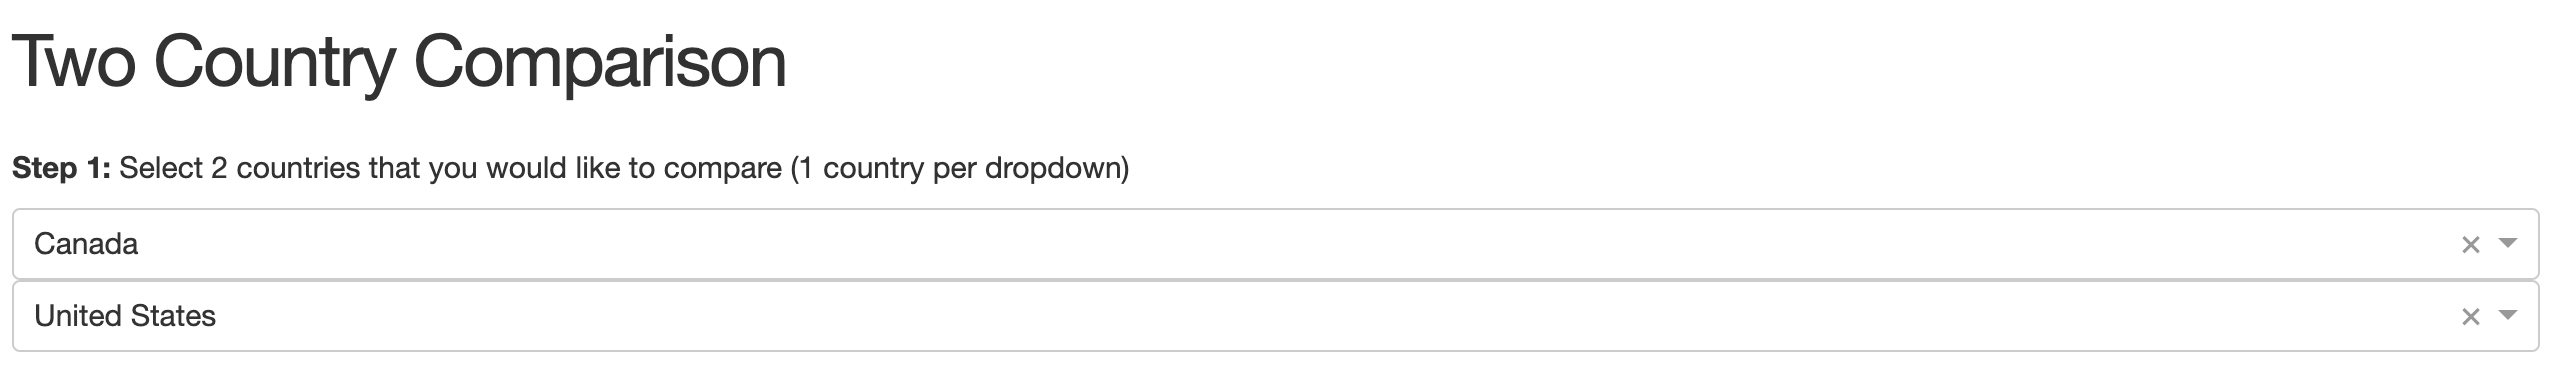 Two Country Comparison
Step 1: Select 2 countries that you would like to compare (1 country per dropdown)
Canada
United States